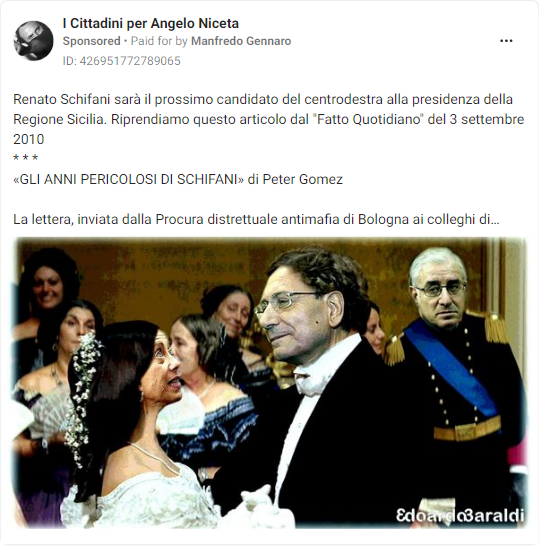 I Cittadini per Angelo Niceta
Sponsored • Paid for by Manfredo Gennaro
ID: 426951772789065
Renato Schifani sarà il prossimo candidato del centrodestra alla presidenza della
Regione Sicilia. Riprendiamo questo articolo dal "Fatto Quotidiano" del 3 settembre
2010
* * *
«GLI ANNI PERICOLOSI DI SCHIFANI» di Peter Gomez
La lettera, inviata dalla Procura distrettuale antimafia di Bologna ai colleghi di...
EdoardoBaraldi